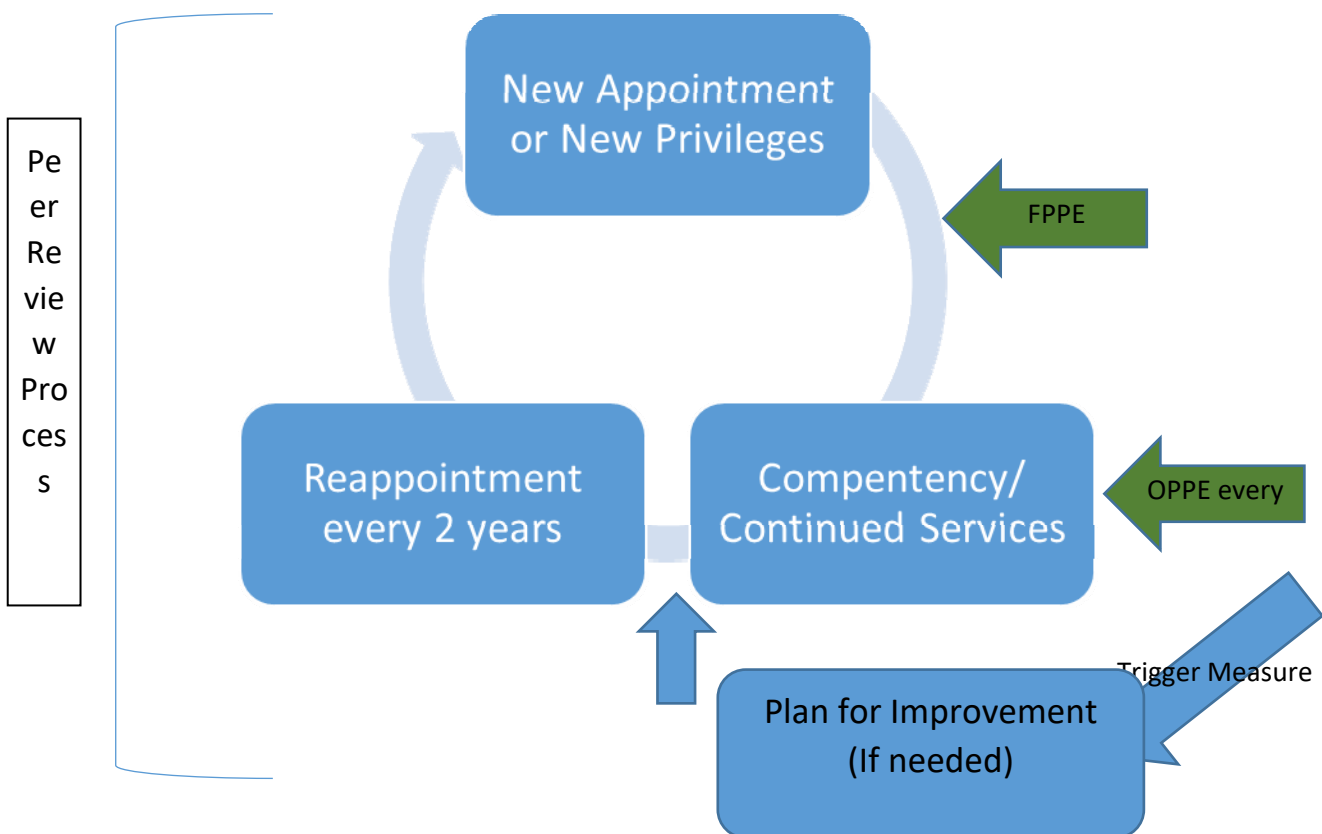 New Appointment
or New Privileges
Pe
er
Re
vie
w
Pro
ces
s
FPPE
Reappointment
every 2 years
Compentency/
Continued Services
OPPE every
Trigger Measure
Plan for Improvement
(If needed)